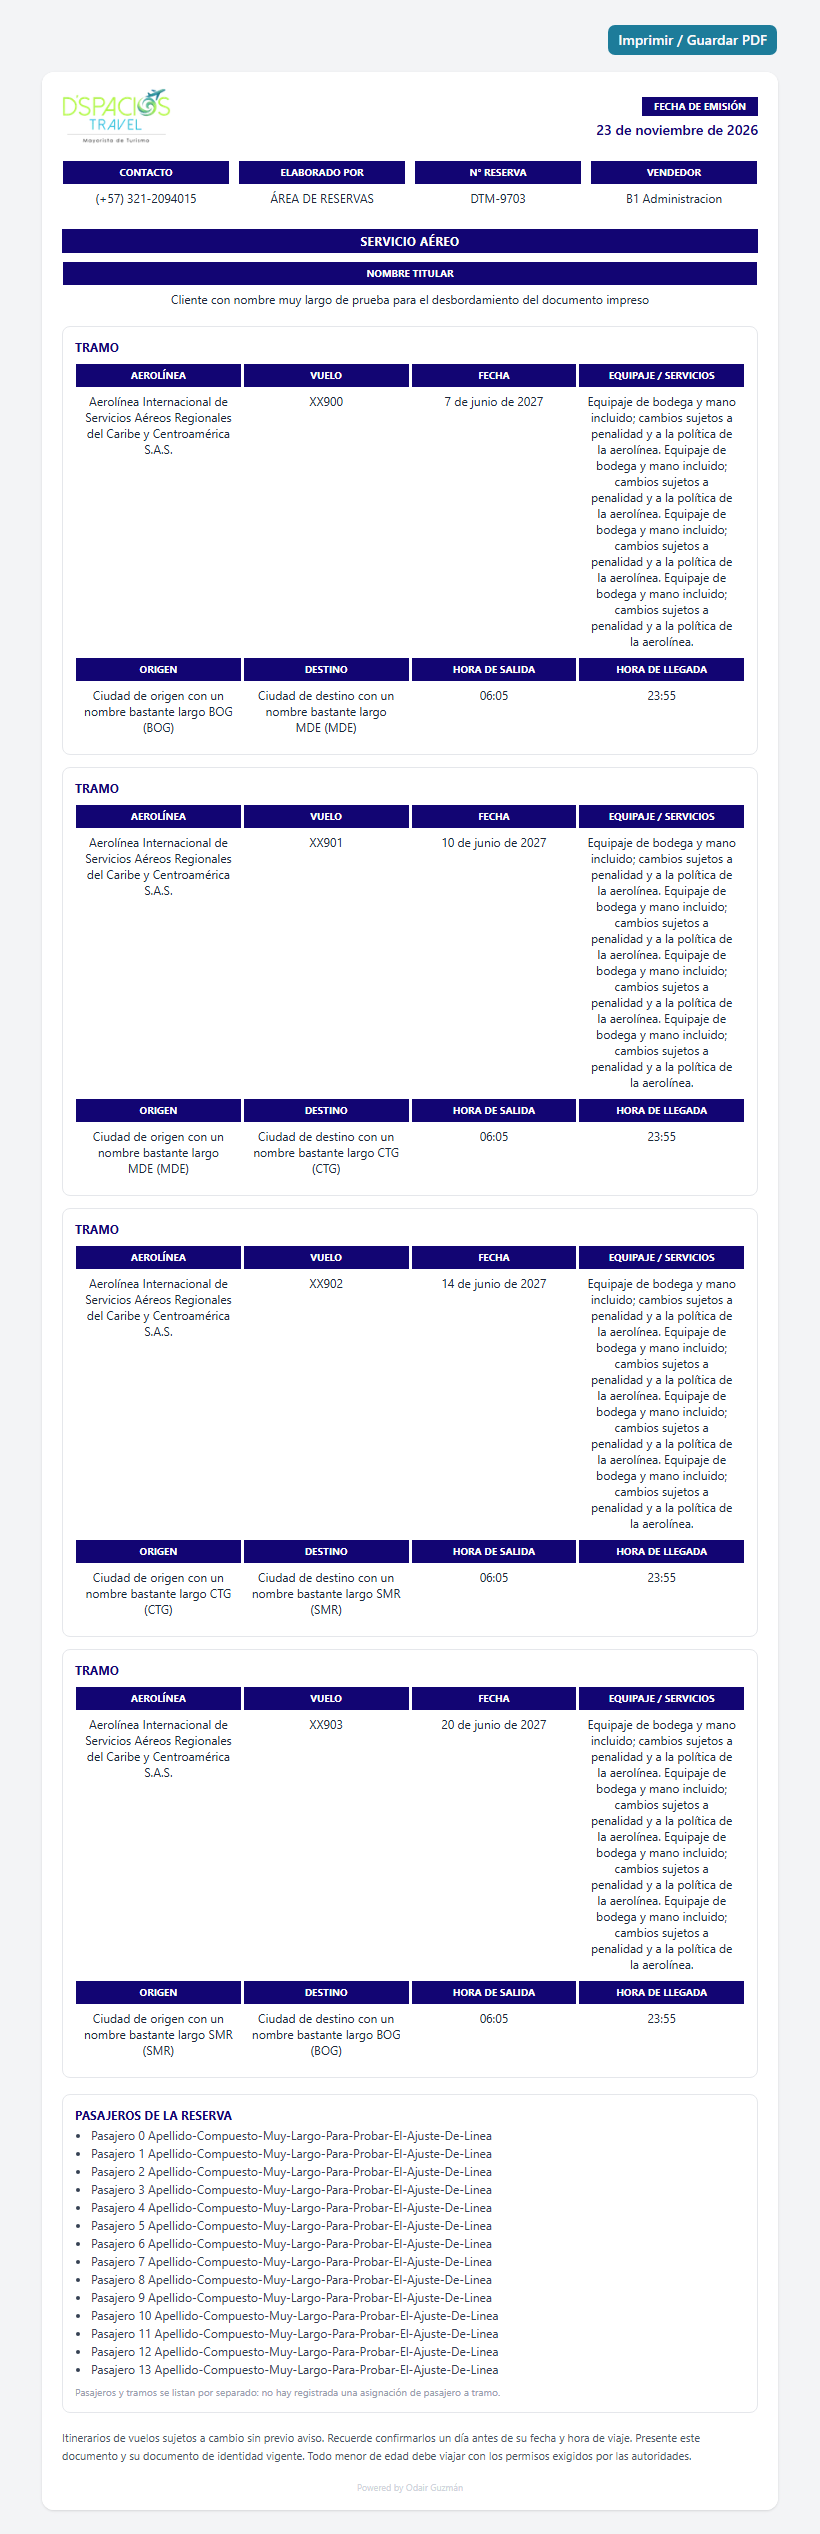 Imprimir / Guardar PDF
D'SPACIOS
TRAVEL
Mayorista de Turismo
FECHA DE EMISIÓN
23 de noviembre de 2026
CONTACTO ELABORADO POR N° RESERVA VENDEDOR
(+57) 321-2094015 ÁREA DE RESERVAS DTM-9703 B1 Administracion
SERVICIO AÉREO
NOMBRE TITULAR
Cliente con nombre muy largo de prueba para el desbordamiento del documento impreso
TRAMO
AEROLÍNEA VUELO FECHA EQUIPAJE / SERVICIOS
Aerolínea Internacional de XX900 7 de junio de 2027 Equipaje de bodega y mano
Servicios Aéreos Regionales incluido; cambios sujetos a
del Caribe y Centroamérica penalidad y a la política de
S.A.S. la aerolínea. Equipaje de
bodega y mano incluido;
cambios sujetos a
penalidad y a la política de
la aerolínea. Equipaje de
bodega y mano incluido;
cambios sujetos a
penalidad y a la política de
la aerolínea. Equipaje de
bodega y mano incluido;
cambios sujetos a
penalidad y a la política de
la aerolínea.
ORIGEN DESTINO HORA DE SALIDA HORA DE LLEGADA
Ciudad de origen con un Ciudad de destino con un 06:05 23:55
nombre bastante largo BOG nombre bastante largo
(BOG) MDE (MDE)
TRAMO
AEROLÍNEA VUELO FECHA EQUIPAJE / SERVICIOS
Aerolínea Internacional de XX901 10 de junio de 2027 Equipaje de bodega y mano
Servicios Aéreos Regionales incluido; cambios sujetos a
del Caribe y Centroamérica penalidad y a la política de
S.A.S. la aerolínea. Equipaje de
bodega y mano incluido;
cambios sujetos a
penalidad y a la política de
la aerolínea. Equipaje de
bodega y mano incluido;
cambios sujetos a
penalidad y a la política de
la aerolínea. Equipaje de
bodega y mano incluido;
cambios sujetos a
penalidad y a la política de
la aerolínea.
ORIGEN DESTINO HORA DE SALIDA HORA DE LLEGADA
Ciudad de origen con un Ciudad de destino con un 06:05 23:55
nombre bastante largo nombre bastante largo CTG
MDE (MDE) (CTG)
TRAMO
AEROLÍNEA VUELO FECHA EQUIPAJE / SERVICIOS
Aerolínea Internacional de XX902 14 de junio de 2027 Equipaje de bodega y mano
Servicios Aéreos Regionales incluido; cambios sujetos a
del Caribe y Centroamérica penalidad y a la política de
S.A.S. la aerolínea. Equipaje de
bodega y mano incluido;
cambios sujetos a
penalidad y a la política de
la aerolínea. Equipaje de
bodega y mano incluido;
cambios sujetos a
penalidad y a la política de
la aerolínea. Equipaje de
bodega y mano incluido;
cambios sujetos a
penalidad y a la política de
la aerolínea.
ORIGEN DESTINO HORA DE SALIDA HORA DE LLEGADA
Ciudad de origen con un Ciudad de destino con un 06:05 23:55
nombre bastante largo CTG nombre bastante largo SMR
(CTG) (SMR)
TRAMO
AEROLÍNEA VUELO FECHA EQUIPAJE / SERVICIOS
Aerolínea Internacional de XX903 20 de junio de 2027 Equipaje de bodega y mano
Servicios Aéreos Regionales incluido; cambios sujetos a
del Caribe y Centroamérica penalidad y a la política de
S.A.S. la aerolínea. Equipaje de
bodega y mano incluido;
cambios sujetos a
penalidad y a la política de
la aerolínea. Equipaje de
bodega y mano incluido;
cambios sujetos a
penalidad y a la política de
la aerolínea. Equipaje de
bodega y mano incluido;
cambios sujetos a
penalidad y a la política de
la aerolínea.
ORIGEN DESTINO HORA DE SALIDA HORA DE LLEGADA
Ciudad de origen con un Ciudad de destino con un 06:05 23:55
nombre bastante largo SMR nombre bastante largo BOG
(SMR) (BOG)
PASAJEROS DE LA RESERVA
• Pasajero 0 Apellido-Compuesto-Muy-Largo-Para-Probar-El-Ajuste-De-Linea
• Pasajero 1 Apellido-Compuesto-Muy-Largo-Para-Probar-El-Ajuste-De-Linea
• Pasajero 2 Apellido-Compuesto-Muy-Largo-Para-Probar-El-Ajuste-De-Linea
• Pasajero 3 Apellido-Compuesto-Muy-Largo-Para-Probar-El-Ajuste-De-Linea
• Pasajero 4 Apellido-Compuesto-Muy-Largo-Para-Probar-El-Ajuste-De-Linea
• Pasajero 5 Apellido-Compuesto-Muy-Largo-Para-Probar-El-Ajuste-De-Linea
• Pasajero 6 Apellido-Compuesto-Muy-Largo-Para-Probar-El-Ajuste-De-Linea
• Pasajero 7 Apellido-Compuesto-Muy-Largo-Para-Probar-El-Ajuste-De-Linea
• Pasajero 8 Apellido-Compuesto-Muy-Largo-Para-Probar-El-Ajuste-De-Linea
• Pasajero 9 Apellido-Compuesto-Muy-Largo-Para-Probar-El-Ajuste-De-Linea
• Pasajero 10 Apellido-Compuesto-Muy-Largo-Para-Probar-El-Ajuste-De-Linea
• Pasajero 11 Apellido-Compuesto-Muy-Largo-Para-Probar-El-Ajuste-De-Linea
• Pasajero 12 Apellido-Compuesto-Muy-Largo-Para-Probar-El-Ajuste-De-Linea
• Pasajero 13 Apellido-Compuesto-Muy-Largo-Para-Probar-El-Ajuste-De-Linea
Pasajeros y tramos se listan por separado: no hay registrada una asignación de pasajero a tramo.
Itinerarios de vuelos sujetos a cambio sin previo aviso. Recuerde confirmarlos un día antes de su fecha y hora de viaje. Presente este
documento y su documento de identidad vigente. Todo menor de edad debe viajar con los permisos exigidos por las autoridades.
Powered by Odair Guzmán